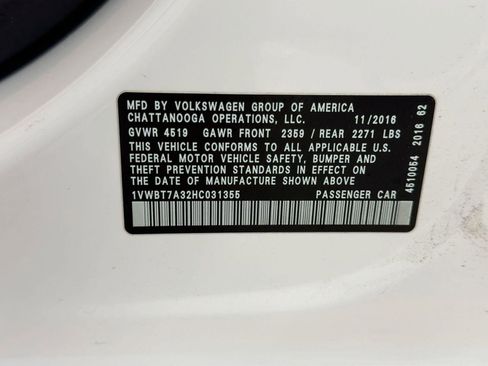 MFD BY VOLKSWAGEN GROUP OF AMERICA
CHATTANOOGA OPERATIONS, LLC. 11/2016
GVWR 4519 GAWR FRONT 2359 / REAR 2271 LBS
THIS VEHICLE CONFORMS TO ALL APPLICABLE U.S.
FEDERAL MOTOR VEHICLE SAFETY, BUMPER AND
THEFT PREVENTION STANDARDS IN EFFECT ON
THE DATE OF MANUFACTURE SHOWN ABOVE
1VWBT7A32HC031355 PASSENGER CAR
4510054 2016 62